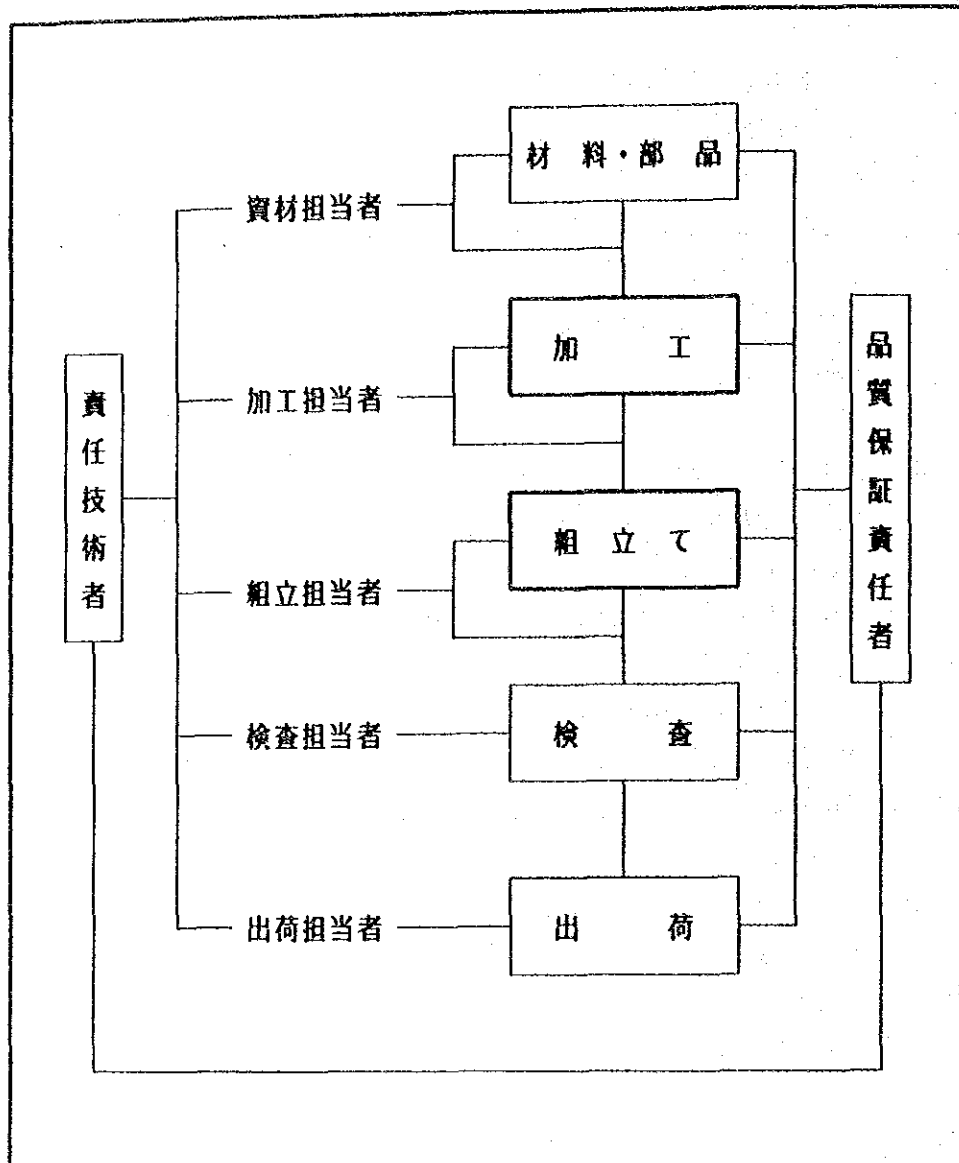 材料・部品
資材担当者
加工
加工担当者
責任技術者
品質保証責任者
組立て
組立担当者
検査担当者
検査
出荷担当者
出荷